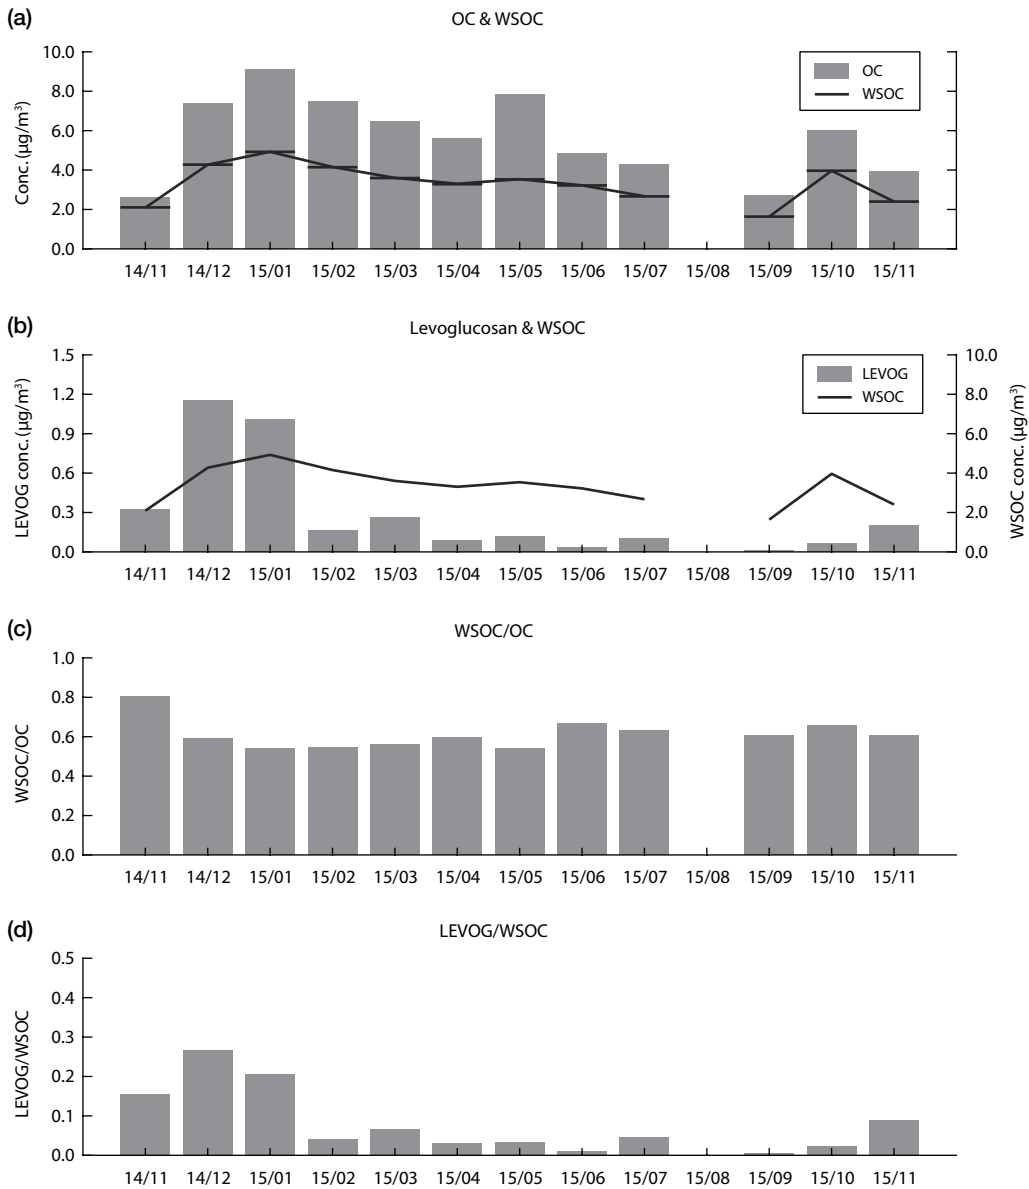 (a)
OC & WSOC
Conc. (µg/m³)
10.0
8.0
6.0
4.0
2.0
0.0
OC
WSOC
14/11 14/12 15/01 15/02 15/03 15/04 15/05 15/06 15/07 15/08 15/09 15/10 15/11
(b)
Levoglucosan & WSOC
LEVOG conc. (µg/m³)
1.5
1.2
0.9
0.6
0.3
0.0
LEVOG
WSOC
10.0
8.0
6.0
4.0
2.0
0.0
WSOC conc. (µg/m³)
14/11 14/12 15/01 15/02 15/03 15/04 15/05 15/06 15/07 15/08 15/09 15/10 15/11
(c)
WSOC/OC
WSOC/OC
1.0
0.8
0.6
0.4
0.2
0.0
14/11 14/12 15/01 15/02 15/03 15/04 15/05 15/06 15/07 15/08 15/09 15/10 15/11
(d)
LEVOG/WSOC
LEVOG/WSOC
0.5
0.4
0.3
0.2
0.1
0.0
14/11 14/12 15/01 15/02 15/03 15/04 15/05 15/06 15/07 15/08 15/09 15/10 15/11